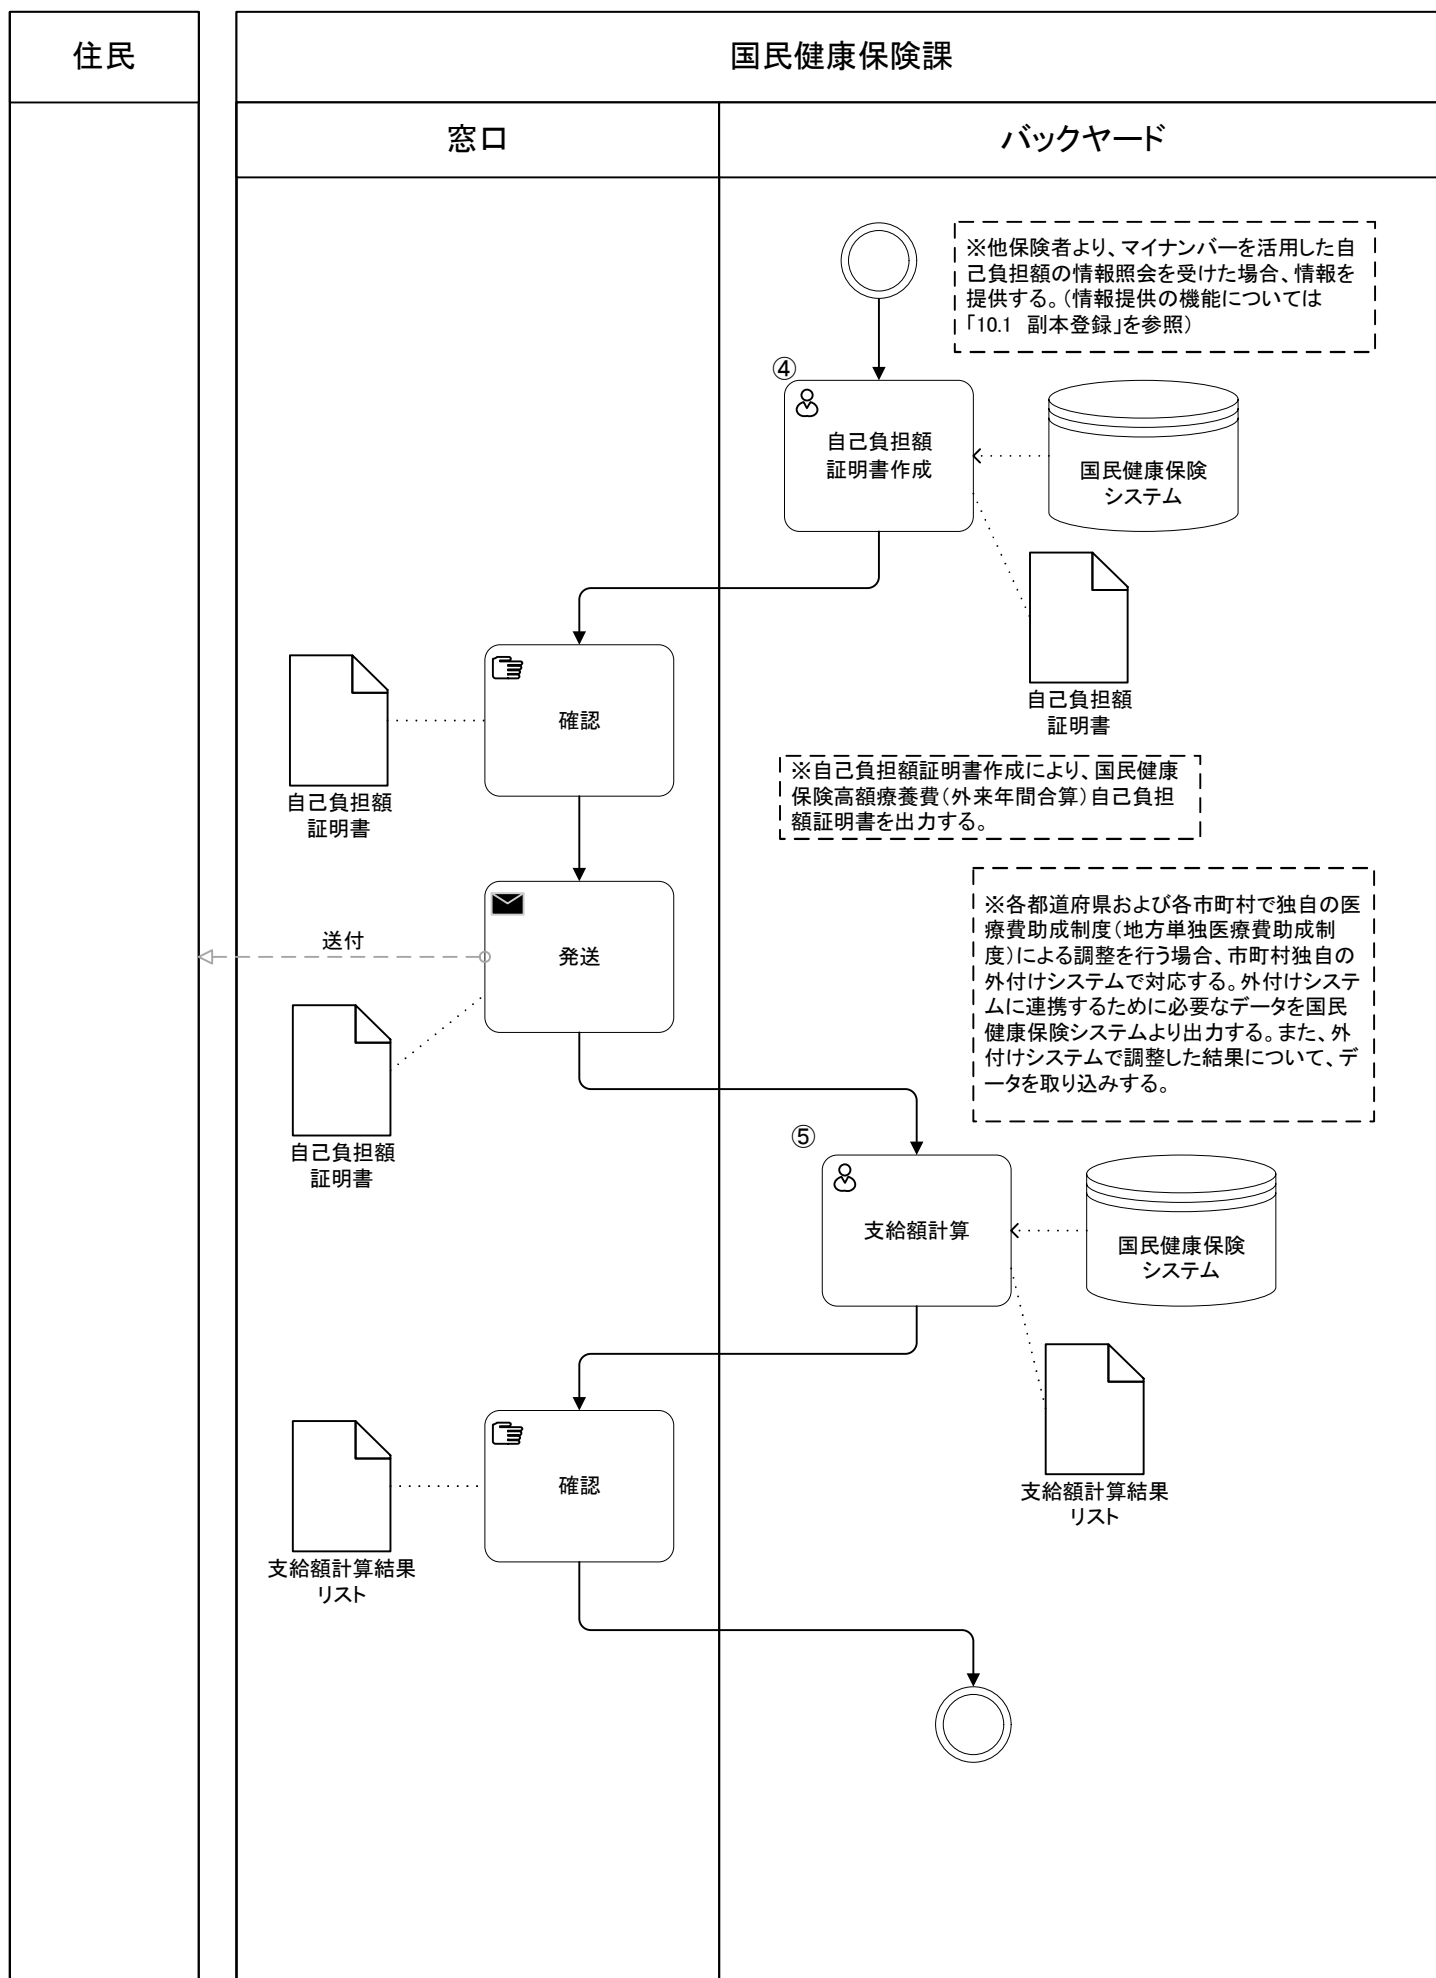 住民
国民健康保険課
窓口
バックヤード
※他保険者より、マイナンバーを活用した自
己負担額の情報照会を受けた場合、情報を
提供する。（情報提供の機能については
「10.1　副本登録」を参照）
④
自己負担額
証明書作成
国民健康保険
システム
自己負担額
証明書
確認
自己負担額
証明書
※自己負担額証明書作成により、国民健康
保険高額療養費（外来年間合算）自己負担
額証明書を出力する。
送付
発送
自己負担額
証明書
※各都道府県および各市町村で独自の医
療費助成制度（地方単独医療費助成制
度）による調整を行う場合、市町村独自の
外付けシステムで対応する。外付けシステ
ムに連携するために必要なデータを国民
健康保険システムより出力する。また、外
付けシステムで調整した結果について、デ
ータを取り込みする。
⑤
支給額計算
国民健康保険
システム
支給額計算結果
リスト
確認
支給額計算結果
リスト